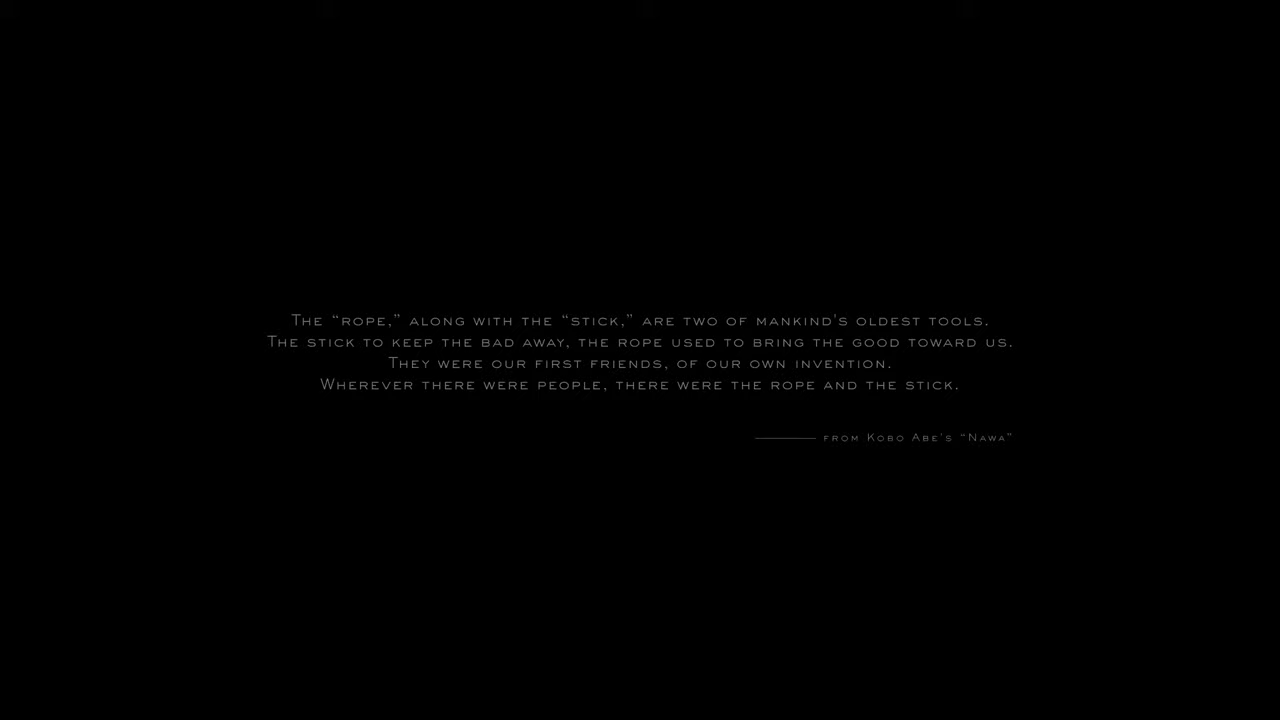 The “rope,” along with the “stick,” are two of mankind's oldest tools.
The stick to keep the bad away, the rope used to bring the good toward us.
They were our first friends, of our own invention.
Wherever there were people, there were the rope and the stick.
——— from Kobo Abe's “Nawa”